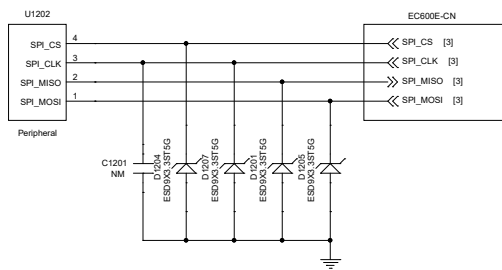 U1202
EC600E-CN
SPI_CS 4 SPI_CS [3]
SPI_CLK 3 SPI_CLK [3]
SPI_MISO 2 SPI_MISO [3]
SPI_MOSI 1 SPI_MOSI [3]
Peripheral
C1201
NM
D1204
ESD9X3.3ST5G
D1207
ESD9X3.3ST5G
D1201
ESD9X3.3ST5G
D1205
ESD9X3.3ST5G